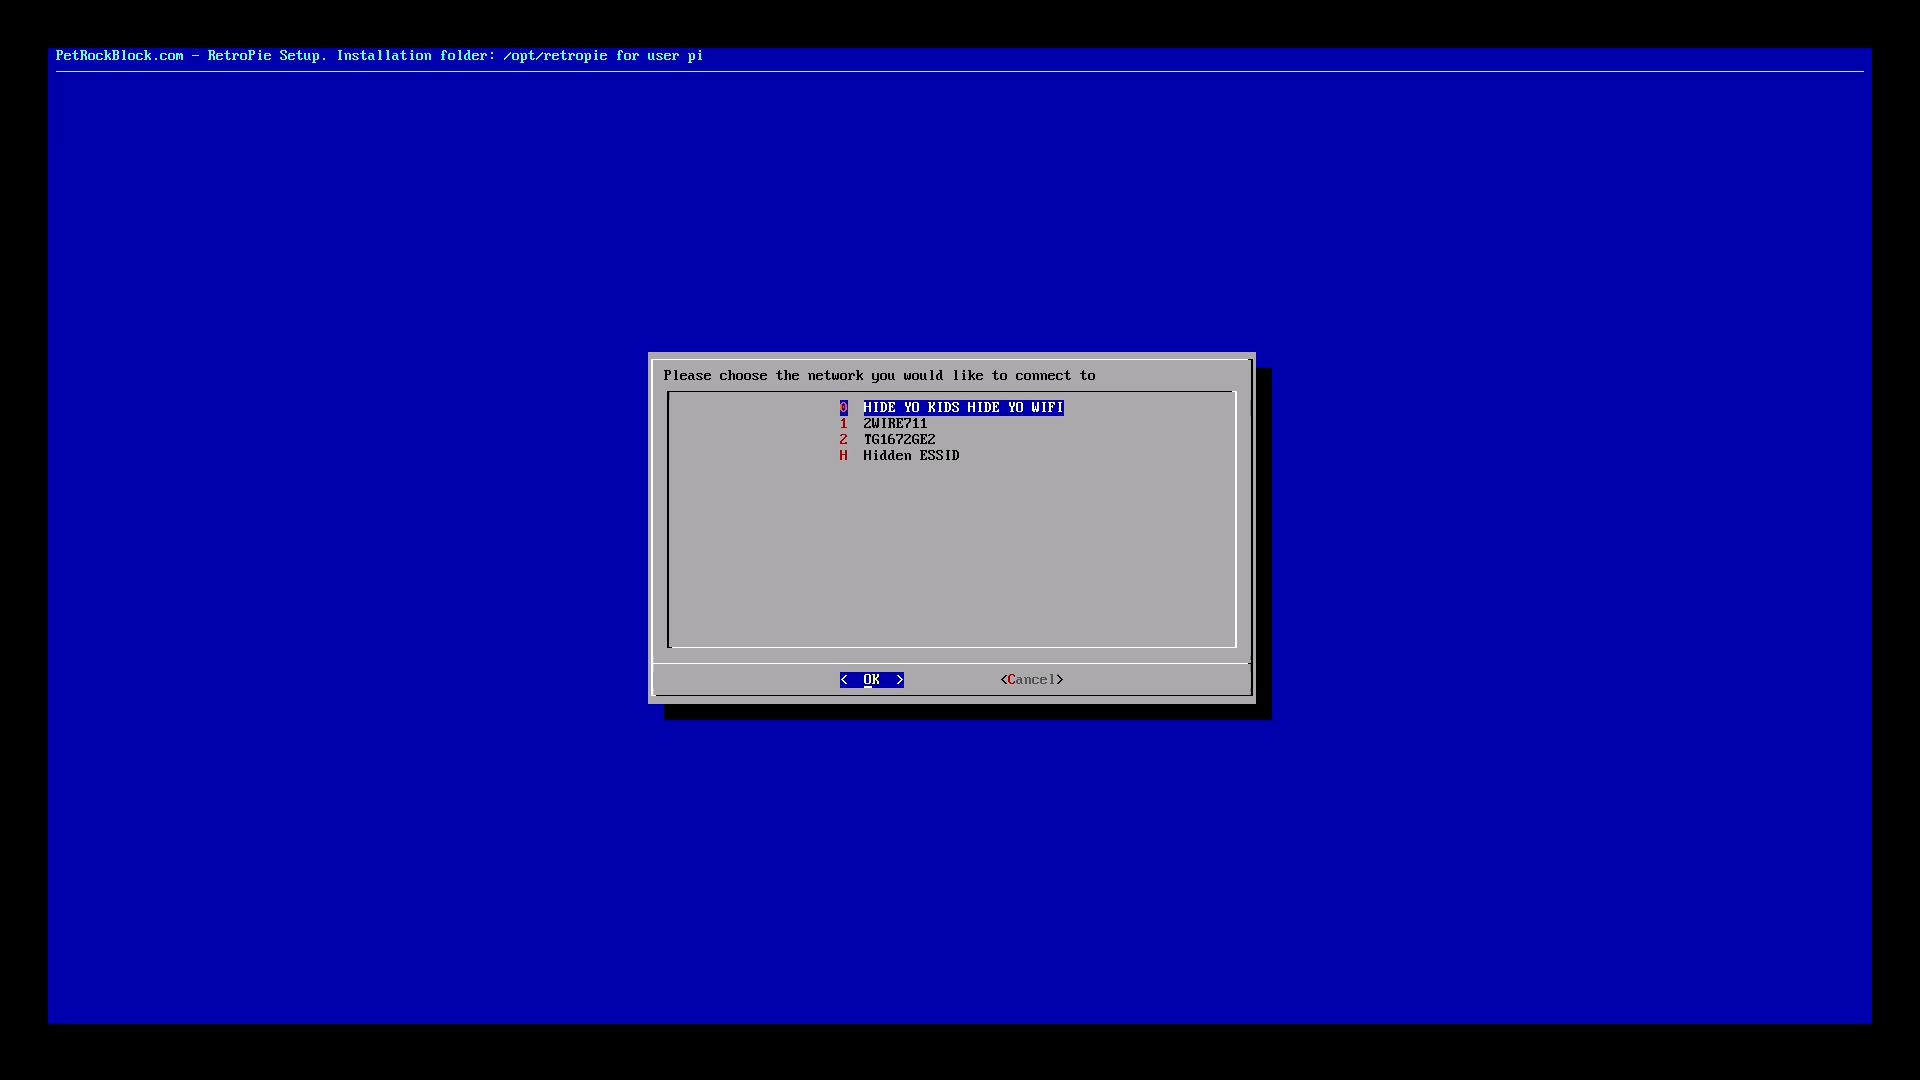 PetRockBlock.com - RetroPie Setup. Installation folder: /opt/retropie for user pi
Please choose the network you would like to connect to
0 HIDE YO KIDS HIDE YO WIFI
1 2WIRE711
2 TG1672GE2
H Hidden ESSID
< OK > <Cancel>